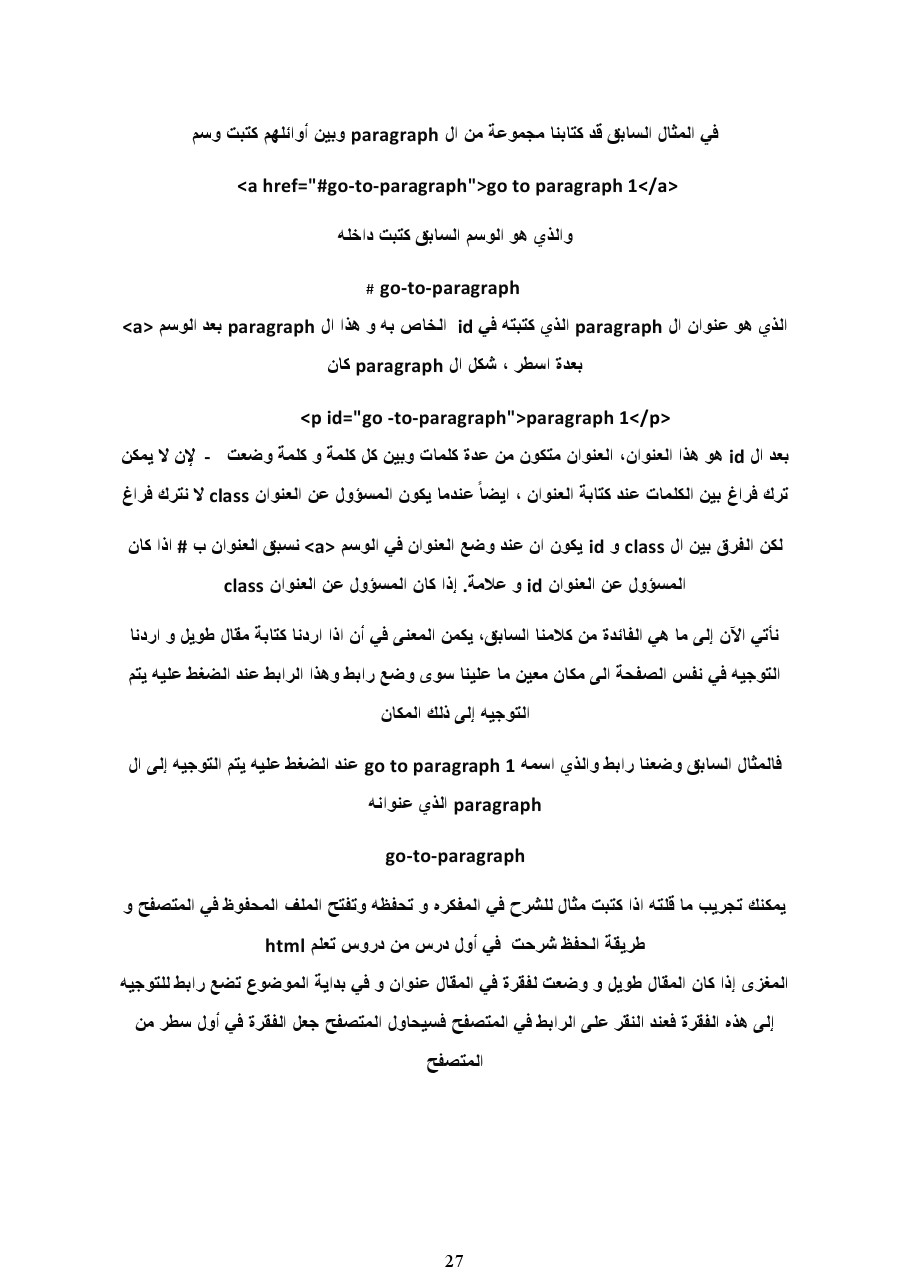 في المثال السابق قد كتابنا مجموعة من ال paragraph وبين أوائلهم كتبت وسم
<a href="#go-to-paragraph">go to paragraph 1</a>
والذي هو الوسم السابق كتبت داخله
# go-to-paragraph
الذي هو عنوان ال paragraph الذي كتبته في id الخاص به و هذا ال paragraph بعد الوسم <a>
بعدة اسطر ، شكل ال paragraph كان
<p id="go -to-paragraph">paragraph 1</p>
بعد ال id هو هذا العنوان، العنوان متكون من عدة كلمات وبين كل كلمة و كلمة وضعت - لإن لا يمكن
ترك فراغ بين الكلمات عند كتابة العنوان ، ايضاً عندما يكون المسؤول عن العنوان class لا نترك فراغ
لكن الفرق بين ال class و id يكون ان عند وضع العنوان في الوسم <a> نسبق العنوان ب # اذا كان
المسؤول عن العنوان id و علامة. إذا كان المسؤول عن العنوان class
نأتي الآن إلى ما هي الفائدة من كلامنا السابق، يكمن المعنى في أن اذا اردنا كتابة مقال طويل و اردنا
التوجيه في نفس الصفحة الى مكان معين ما علينا سوى وضع رابط وهذا الرابط عند الضغط عليه يتم
التوجيه إلى ذلك المكان
فالمثال السابق وضعنا رابط والذي اسمه go to paragraph 1 عند الضغط عليه يتم التوجيه إلى ال
paragraph الذي عنوانه
go-to-paragraph
يمكنك تجريب ما قلته اذا كتبت مثال للشرح في المفكره و تحفظه وتفتح الملف المحفوظ في المتصفح و
طريقة الحفظ شرحت في أول درس من دروس تعلم html
المغزى إذا كان المقال طويل و وضعت لفقرة في المقال عنوان و في بداية الموضوع تضع رابط للتوجيه
إلى هذه الفقرة فعند النقر على الرابط في المتصفح فسيحاول المتصفح جعل الفقرة في أول سطر من
المتصفح
27